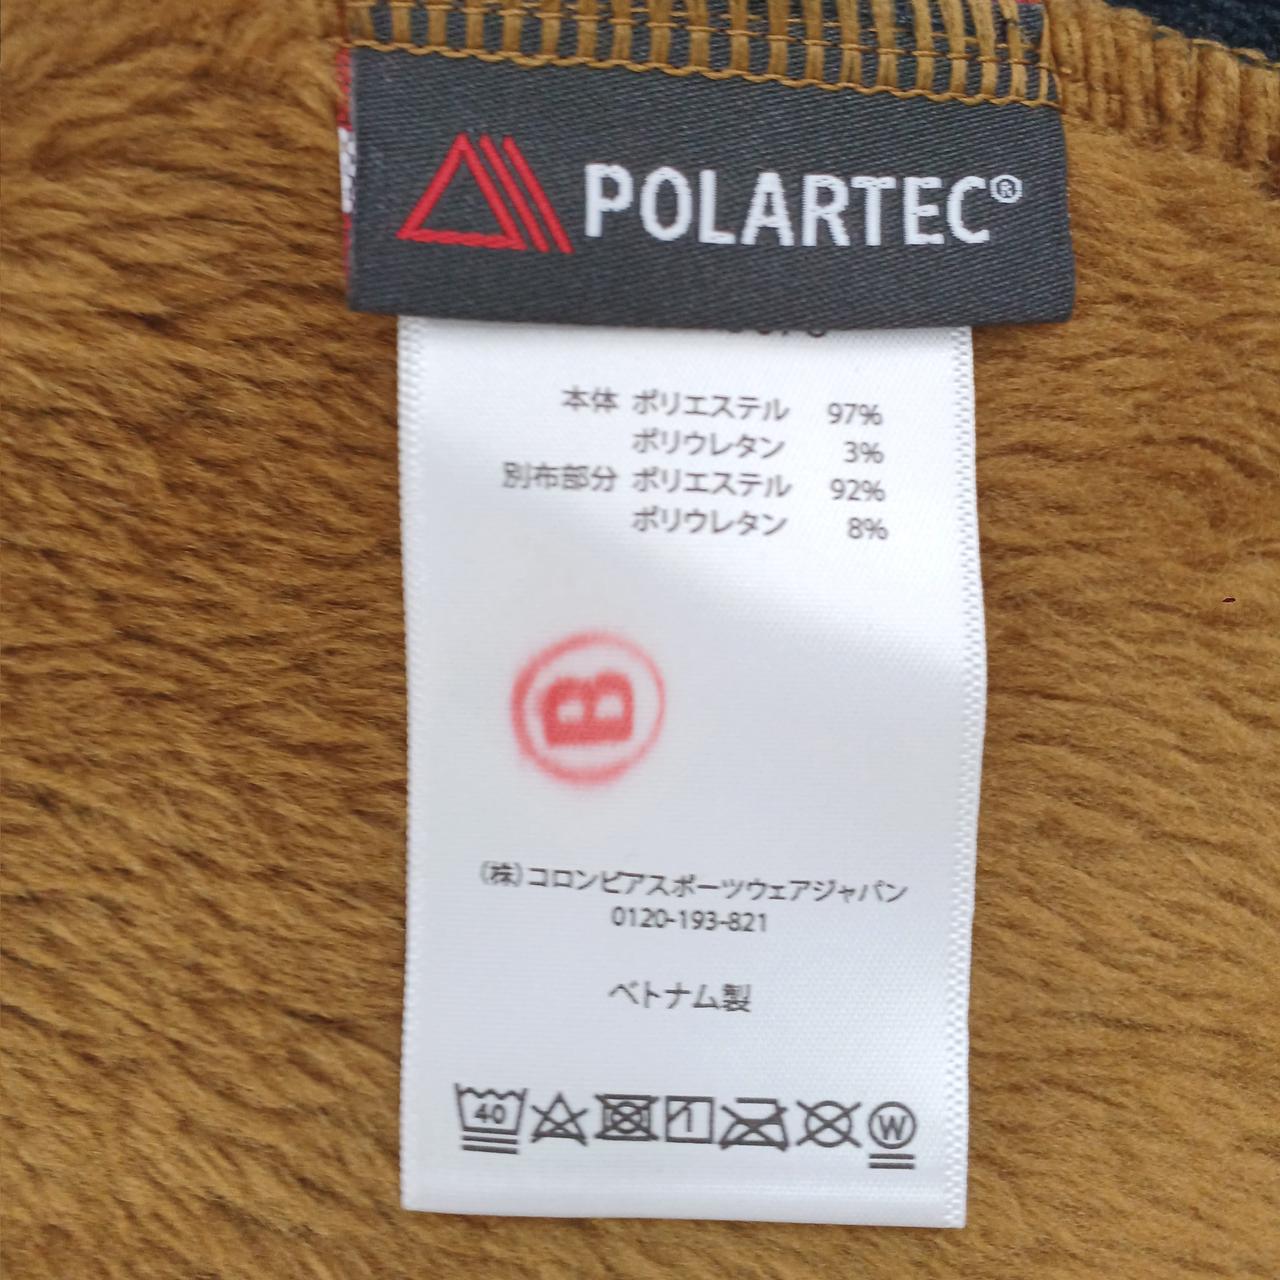 POLARTEC®
本体 ポリエステル 97%
ポリウレタン 3%
別布部分 ポリエステル 92%
ポリウレタン 8%
B
(株)コロンビアスポーツウェアジャパン
0120-193-821
ベトナム製
40
W